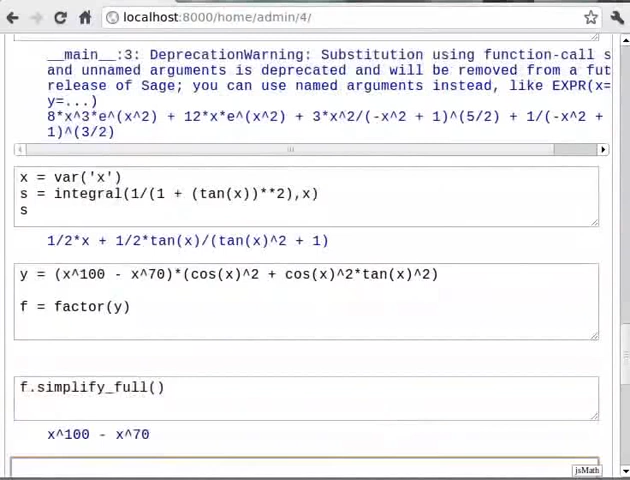 localhost:8000/home/admin/4/
__main__:3: DeprecationWarning: Substitution using function-call s
and unnamed arguments is deprecated and will be removed from a fut
release of Sage; you can use named arguments instead, like EXPR(x=
y=...)
8*x^3*e^(x^2) + 12*x*e^(x^2) + 3*x^2/(-x^2 + 1)^(5/2) + 1/(-x^2 +
1)^(3/2)
x = var('x')
s = integral(1/(1 + (tan(x))**2),x)
s
1/2*x + 1/2*tan(x)/(tan(x)^2 + 1)
y = (x^100 - x^70)*(cos(x)^2 + cos(x)^2*tan(x)^2)
f = factor(y)
f.simplify_full()
x^100 - x^70
jsMath